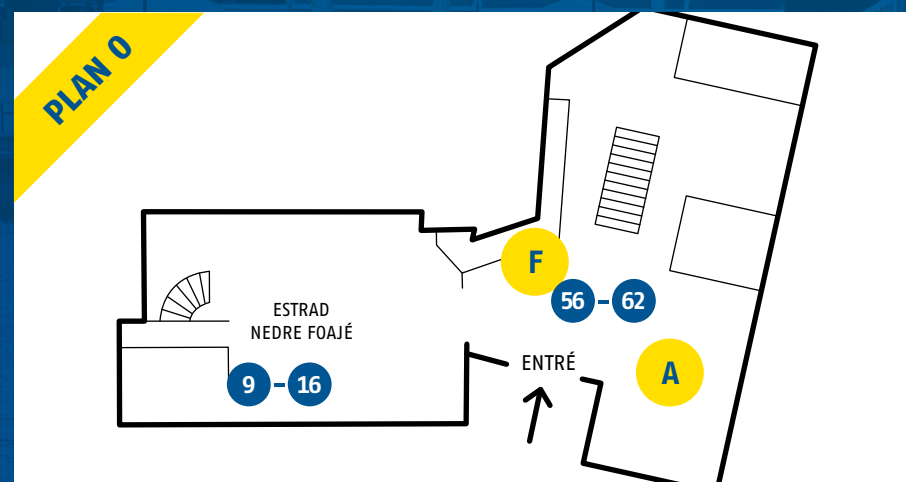 PLAN 0
F
56 – 62
ESTRAD
NEDRE FOAJÉ
ENTRÉ
A
9 – 16